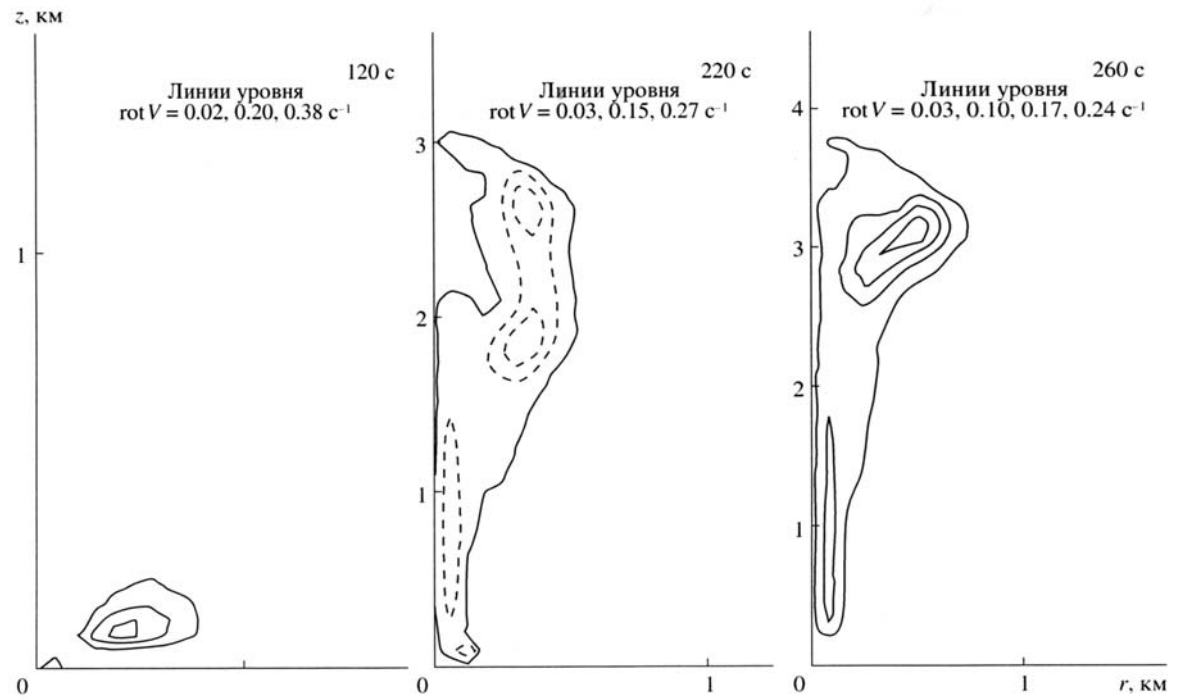 z, км
120 с
Линии уровня
rot V = 0.02, 0.20, 0.38 с⁻¹
1
0
220 с
Линии уровня
rot V = 0.03, 0.15, 0.27 с⁻¹
3
2
1
0
1
260 с
Линии уровня
rot V = 0.03, 0.10, 0.17, 0.24 с⁻¹
4
3
2
1
0
1
r, км